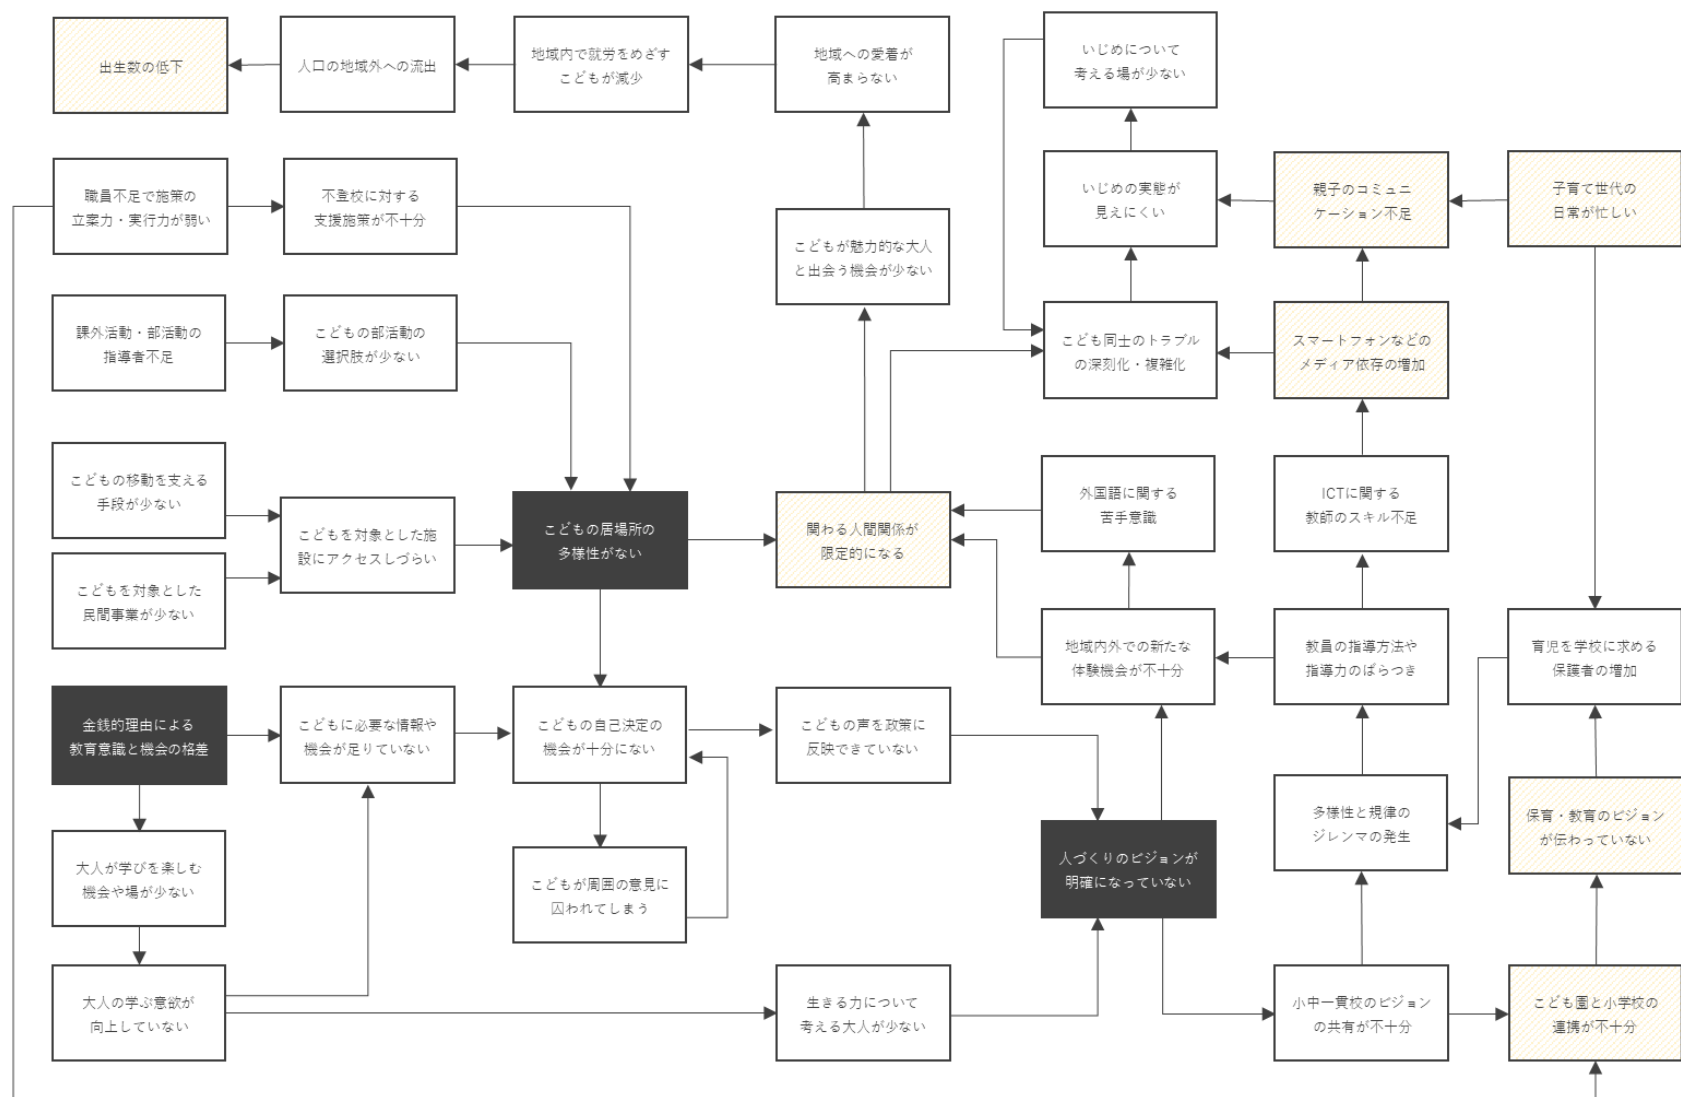 出生数の低下
人口の地域外への流出
地域内で就労をめざす
こどもが減少
地域への愛着が
高まらない
いじめについて
考える場が少ない
職員不足で施策の
立案力・実行力が弱い
不登校に対する
支援施策が不十分
こどもが魅力的な大人
と出会う機会が少ない
いじめの実態が
見えにくい
親子のコミュニ
ケーション不足
子育て世代の
日常が忙しい
課外活動・部活動の
指導者不足
こどもの部活動の
選択肢が少ない
こども同士のトラブル
の深刻化・複雑化
スマートフォンなどの
メディア依存の増加
こどもの移動を支える
手段が少ない
こどもを対象とした
民間事業が少ない
こどもを対象とした施
設にアクセスしづらい
こどもの居場所の
多様性がない
関わる人間関係が
限定的になる
外国語に関する
苦手意識
ICTに関する
教師のスキル不足
地域内外での新たな
体験機会が不十分
教員の指導方法や
指導力のばらつき
育児を学校に求める
保護者の増加
金銭的理由による
教育意識と機会の格差
こどもに必要な情報や
機会が足りていない
こどもの自己決定の
機会が十分にない
こどもの声を政策に
反映できていない
多様性と規律の
ジレンマの発生
保育・教育のビジョン
が伝わっていない
大人が学びを楽しむ
機会や場が少ない
こどもが周囲の意見に
囚われてしまう
人づくりのビジョンが
明確になっていない
大人の学ぶ意欲が
向上していない
生きる力について
考える大人が少ない
小中一貫校のビジョン
の共有が不十分
こども園と小学校の
連携が不十分